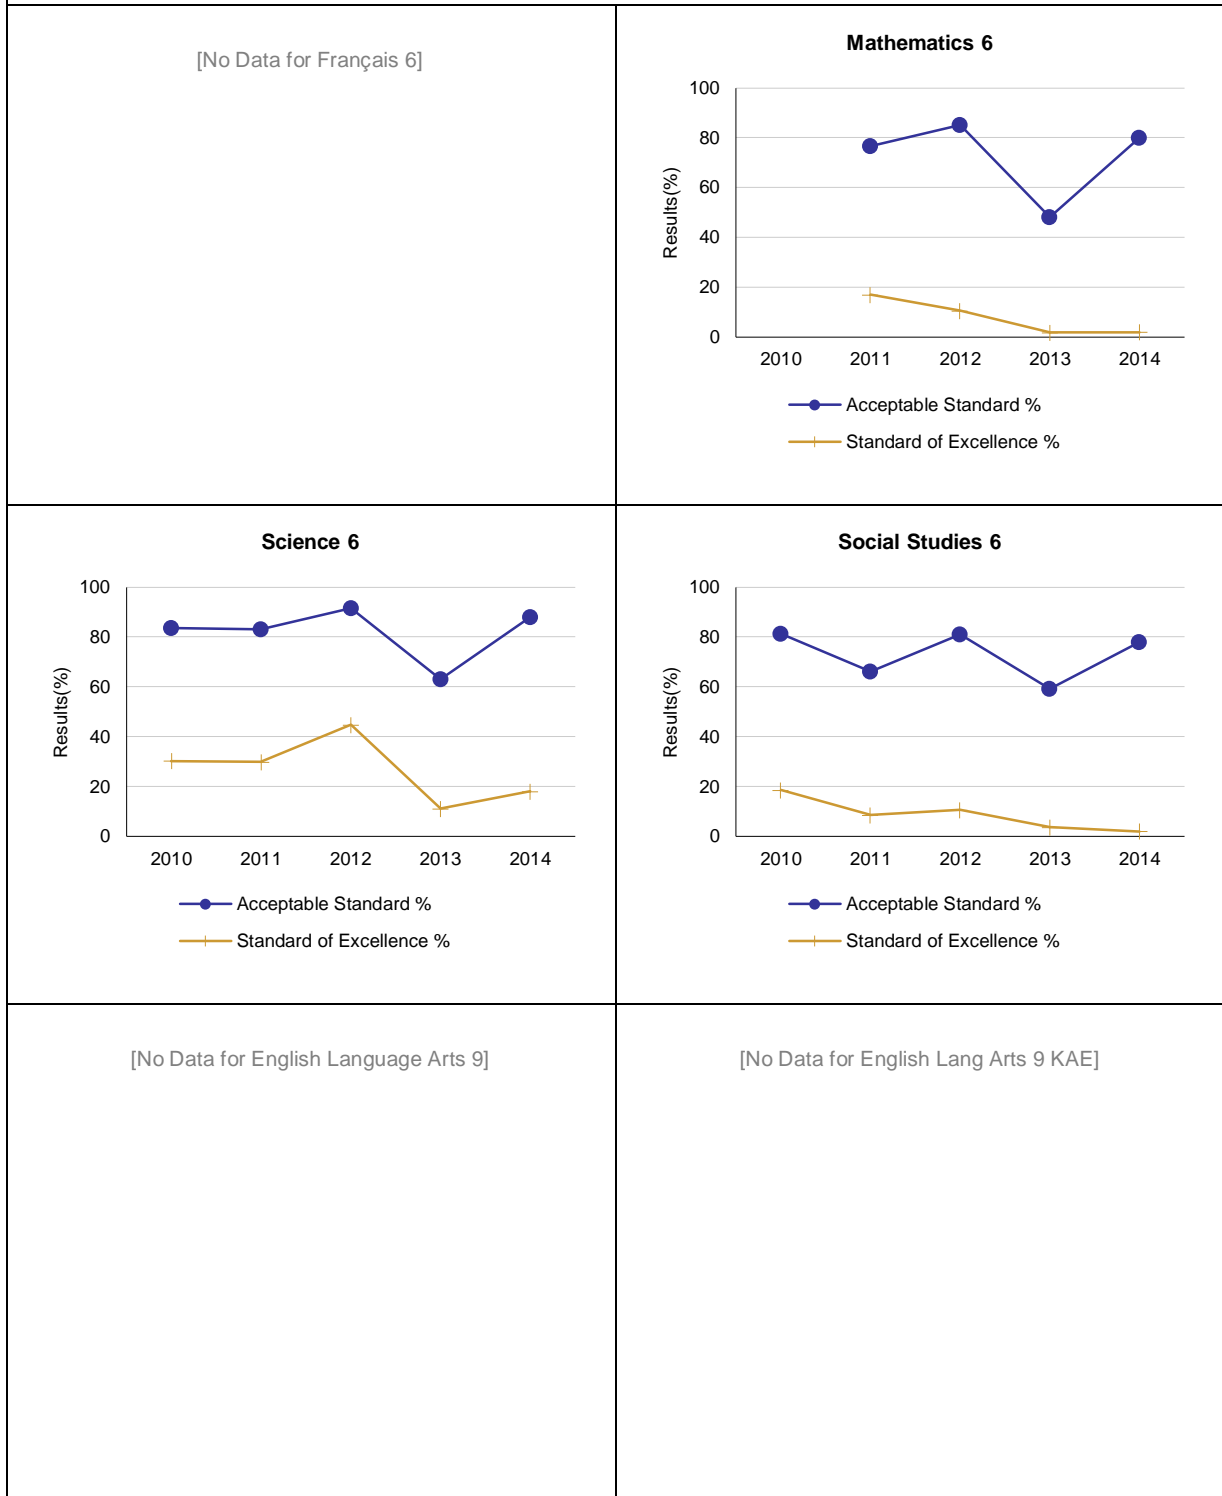 [No Data for Français 6]
Mathematics 6
100
80
60
40
20
0
Results(%)
2010 2011 2012 2013 2014
Acceptable Standard %
Standard of Excellence %
Science 6
100
80
60
40
20
0
Results(%)
2010 2011 2012 2013 2014
Acceptable Standard %
Standard of Excellence %
Social Studies 6
100
80
60
40
20
0
Results(%)
2010 2011 2012 2013 2014
Acceptable Standard %
Standard of Excellence %
[No Data for English Language Arts 9]
[No Data for English Lang Arts 9 KAE]